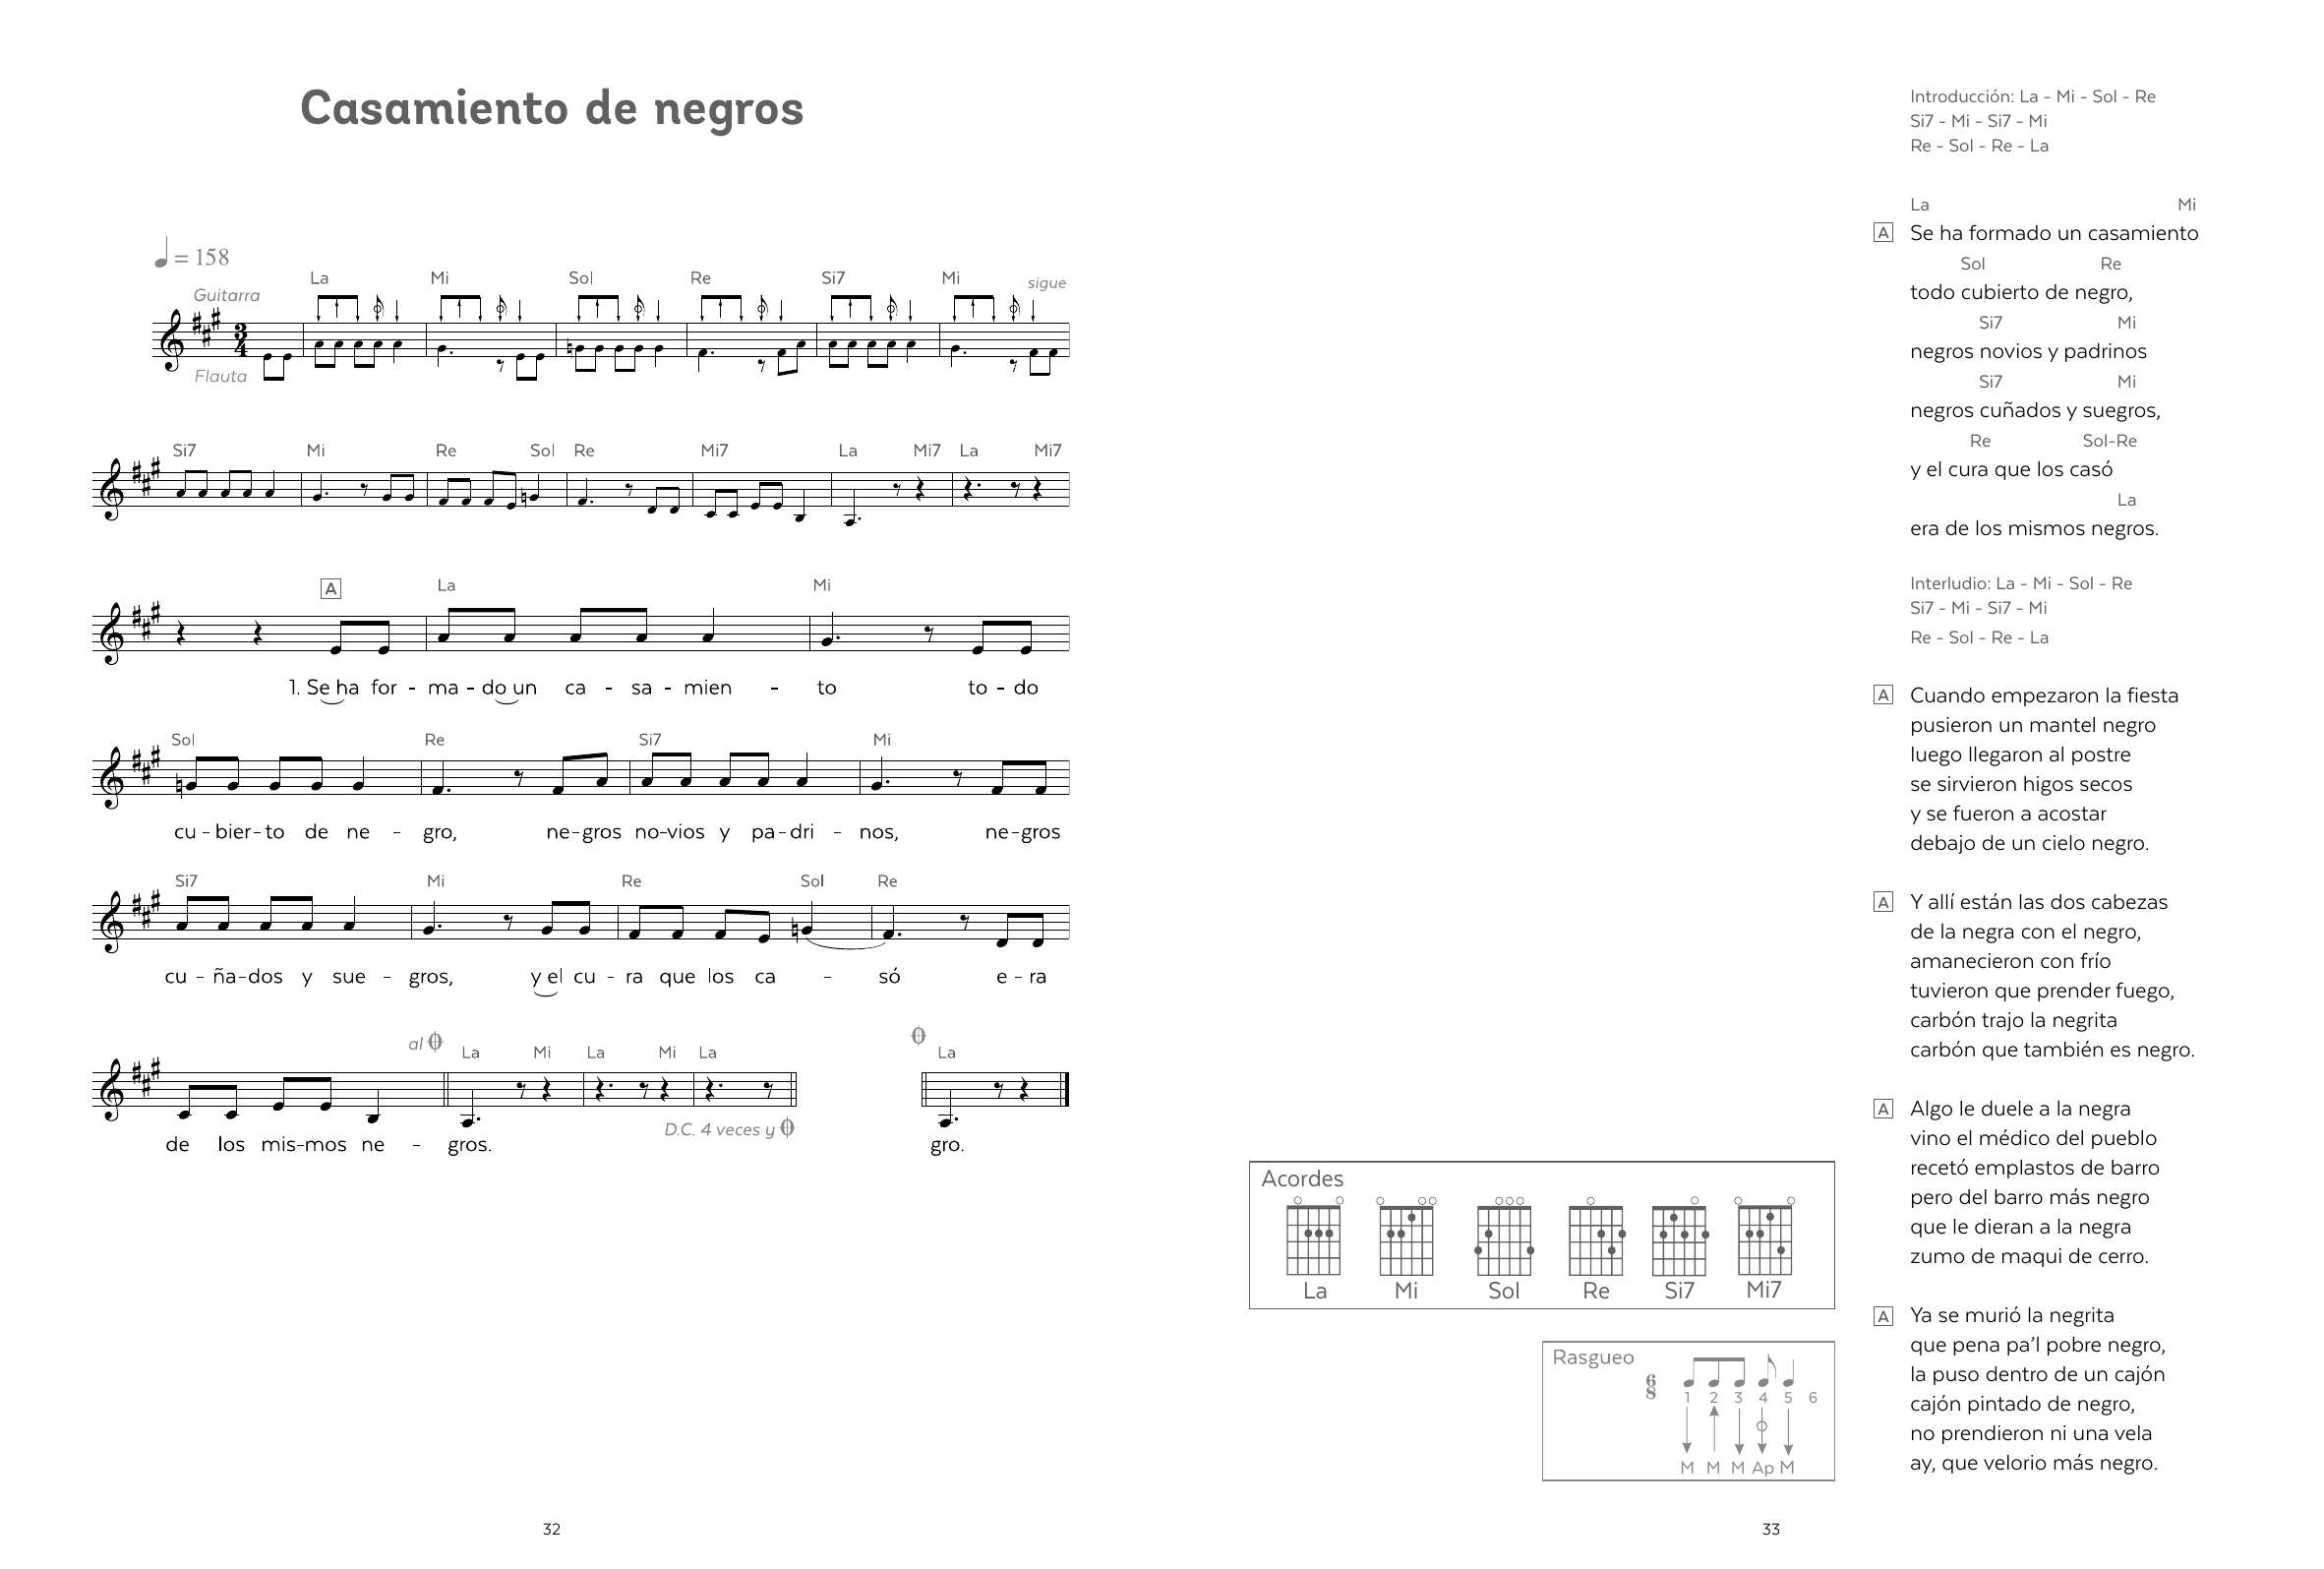 Casamiento de negros
= 158
Guitarra
La Mi Sol Re Si7 Mi sigue
3
4
Flauta
Si7 Mi Re Sol Re Mi7 La Mi7 La Mi7
A La Mi
1. Se ha for - ma - do un ca - sa - mien - to to - do
Sol Re Si7 Mi
cu - bier - to de ne - gro, ne - gros no - vios y pa - dri - nos, ne - gros
Si7 Mi Re Sol Re
cu - ña - dos y sue - gros, y el cu - ra que los ca - só e - ra
al La Mi La Mi La La
D.C. 4 veces y
de los mis - mos ne - gros. gro.
32
Introducción: La - Mi - Sol - Re
Si7 - Mi - Si7 - Mi
Re - Sol - Re - La
La Mi
A Se ha formado un casamiento
Sol Re
todo cubierto de negro,
Si7 Mi
negros novios y padrinos
Si7 Mi
negros cuñados y suegros,
Re Sol-Re
y el cura que los casó
La
era de los mismos negros.
Interludio: La - Mi - Sol - Re
Si7 - Mi - Si7 - Mi
Re - Sol - Re - La
A Cuando empezaron la fiesta
pusieron un mantel negro
luego llegaron al postre
se sirvieron higos secos
y se fueron a acostar
debajo de un cielo negro.
A Y allí están las dos cabezas
de la negra con el negro,
amanecieron con frío
tuvieron que prender fuego,
carbón trajo la negrita
carbón que también es negro.
A Algo le duele a la negra
vino el médico del pueblo
recetó emplastos de barro
pero del barro más negro
que le dieran a la negra
zumo de maqui de cerro.
A Ya se murió la negrita
que pena pa’l pobre negro,
la puso dentro de un cajón
cajón pintado de negro,
no prendieron ni una vela
ay, que velorio más negro.
Acordes
La Mi Sol Re Si7 Mi7
Rasgueo
6
8
1 2 3 4 5 6
M M M Ap M
33